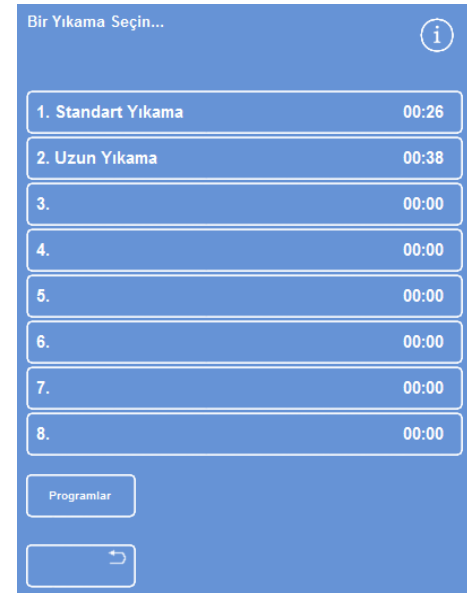 Bir Yıkama Seçin...
i
1. Standart Yıkama 00:26
2. Uzun Yıkama 00:38
3. 00:00
4. 00:00
5. 00:00
6. 00:00
7. 00:00
8. 00:00
Programlar